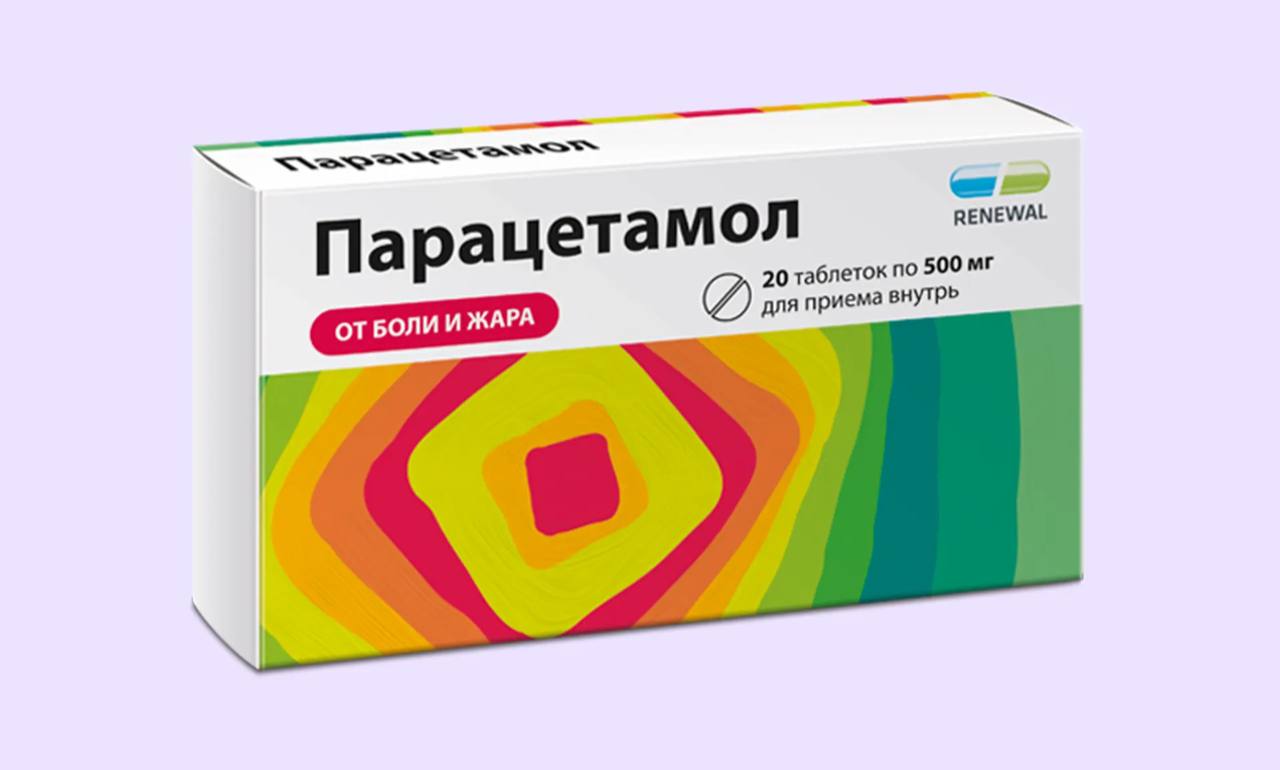 Парацетамол
Парацетамол
RENEWAL
20 таблеток по 500 мг
для приема внутрь
ОТ БОЛИ И ЖАРА